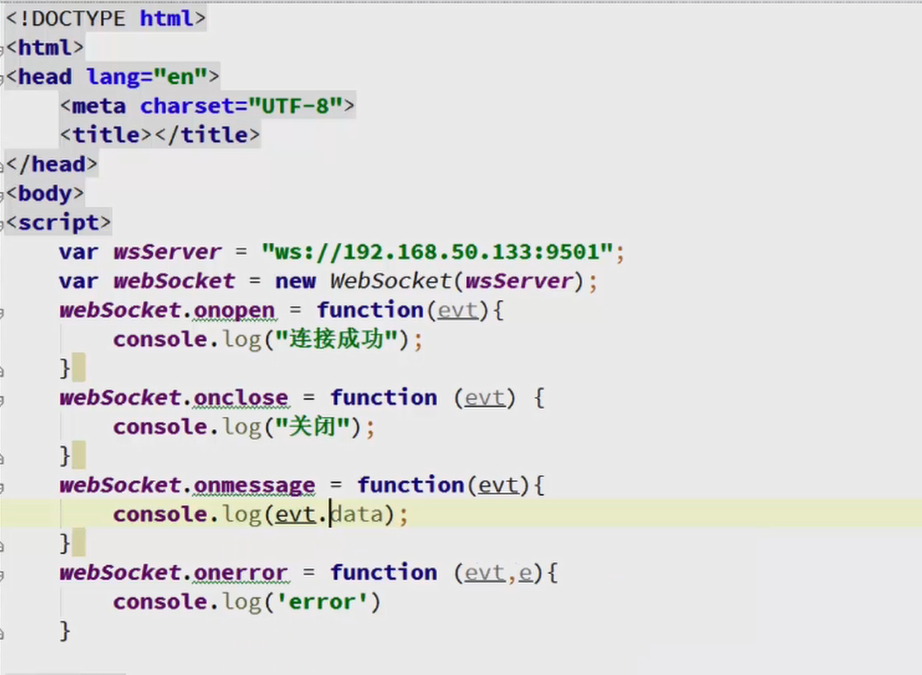 <!DOCTYPE html>
<html>
<head lang="en">
    <meta charset="UTF-8">
    <title></title>
</head>
<body>
<script>
    var wsServer = "ws://192.168.50.133:9501";
    var webSocket = new WebSocket(wsServer);
    webSocket.onopen = function(evt){
        console.log("连接成功");
    }
    webSocket.onclose = function (evt) {
        console.log("关闭");
    }
    webSocket.onmessage = function(evt){
        console.log(evt.data);
    }
    webSocket.onerror = function (evt,e){
        console.log('error')
    }